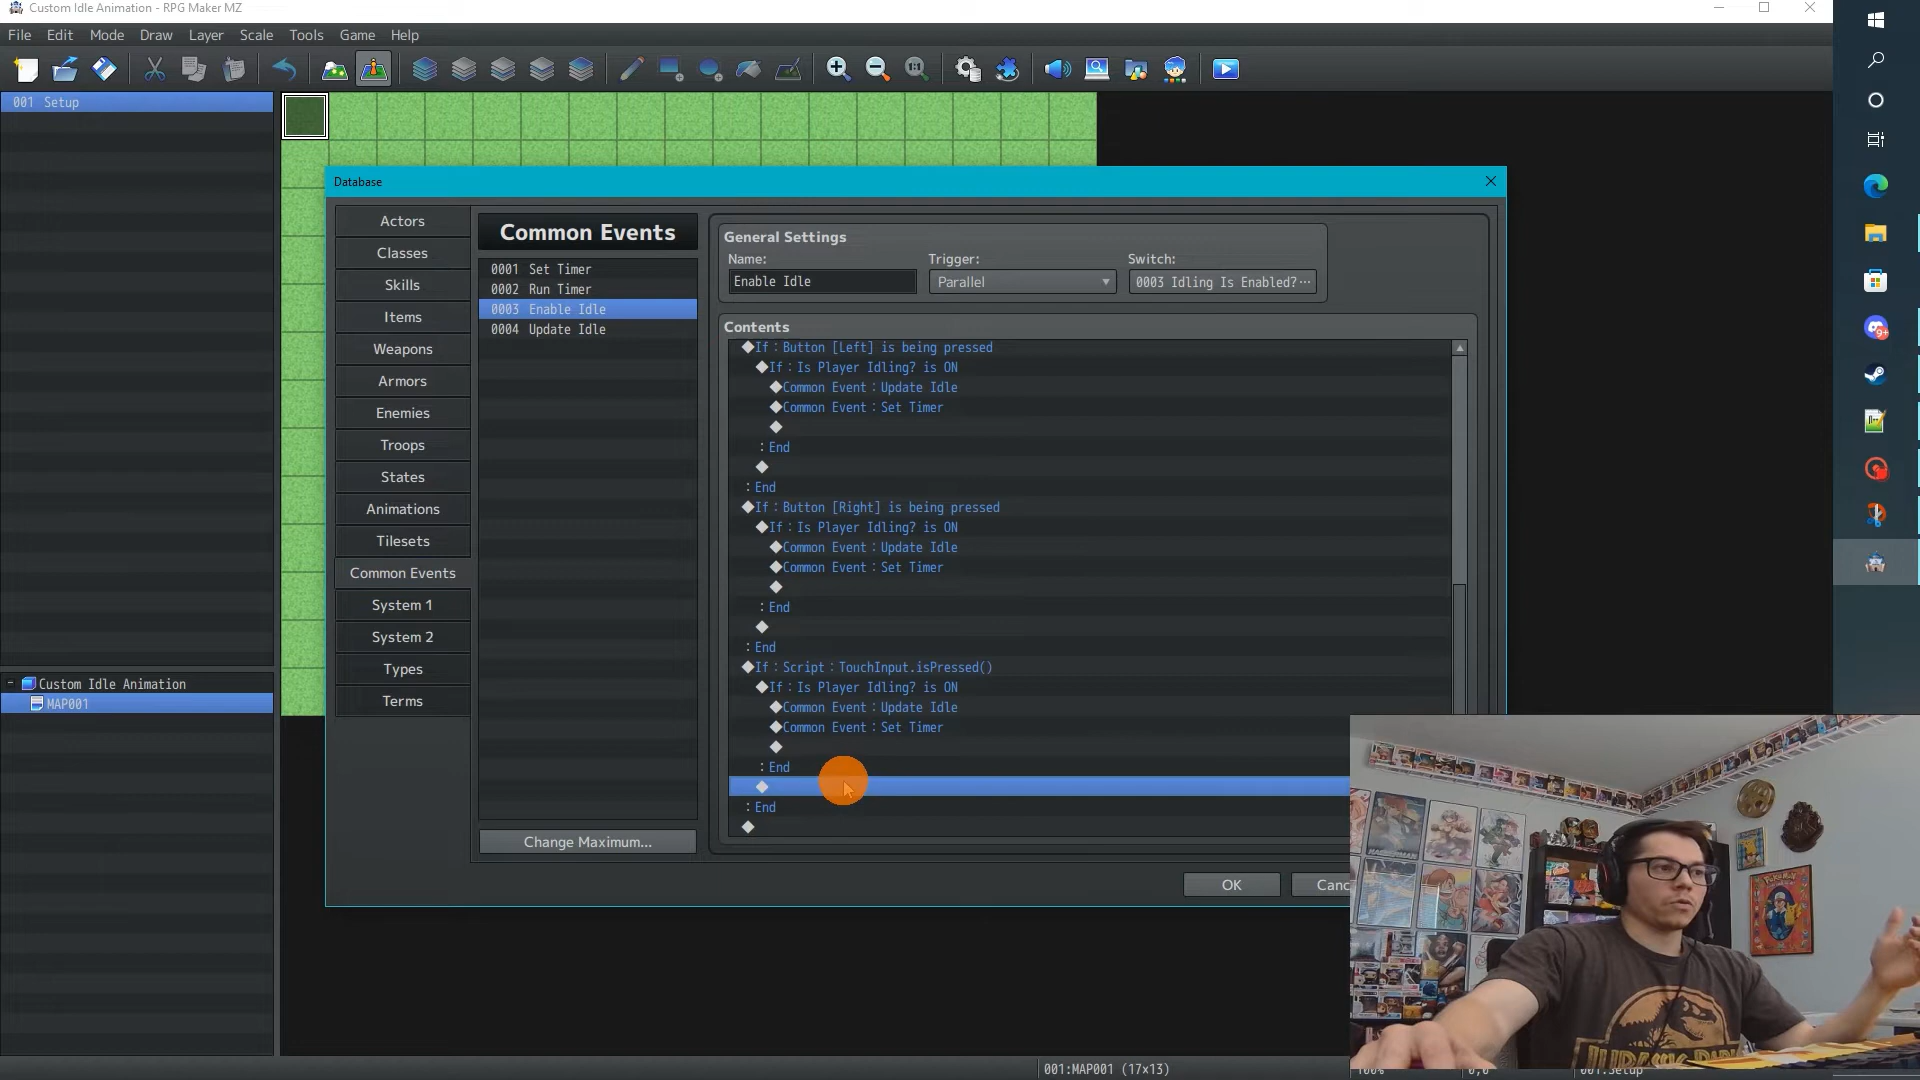 Custom Idle Animation - RPG Maker MZ
File Edit Mode Draw Layer Scale Tools Game Help
001 Setup
Database
Actors
Classes
Skills
Items
Weapons
Armors
Enemies
Troops
States
Animations
Tilesets
Common Events
System 1
System 2
Types
Terms
Common Events
0001 Set Timer
0002 Run Timer
0003 Enable Idle
0004 Update Idle
Change Maximum...
General Settings
Name: Trigger: Switch:
Enable Idle Parallel 0003 Idling Is Enabled?...
Contents
◆If：Button [Left] is being pressed
◆If：Is Player Idling? is ON
◆Common Event：Update Idle
◆Common Event：Set Timer
◆
：End
◆
：End
◆If：Button [Right] is being pressed
◆If：Is Player Idling? is ON
◆Common Event：Update Idle
◆Common Event：Set Timer
◆
：End
◆
：End
◆If：Script：TouchInput.isPressed()
◆If：Is Player Idling? is ON
◆Common Event：Update Idle
◆Common Event：Set Timer
◆
：End
◆
：End
◆
OK Canc
Custom Idle Animation
MAP001
001:MAP001 (17x13)
JURASSIC PARK